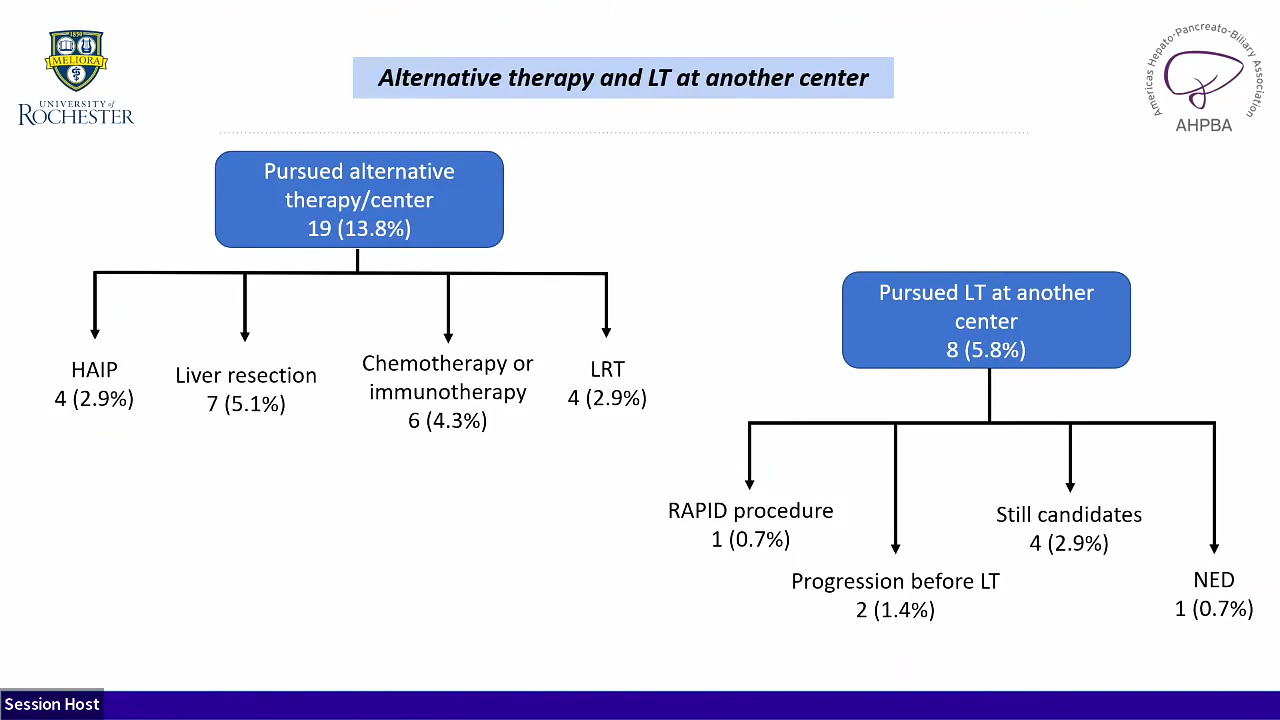 1850
MELIORA
UNIVERSITY of
ROCHESTER
Alternative therapy and LT at another center
Americas Hepato-Pancreato-Biliary Association
AHPBA
Pursued alternative
therapy/center
19 (13.8%)
HAIP
4 (2.9%)
Liver resection
7 (5.1%)
Chemotherapy or
immunotherapy
6 (4.3%)
LRT
4 (2.9%)
Pursued LT at another
center
8 (5.8%)
RAPID procedure
1 (0.7%)
Progression before LT
2 (1.4%)
Still candidates
4 (2.9%)
NED
1 (0.7%)
Session Host